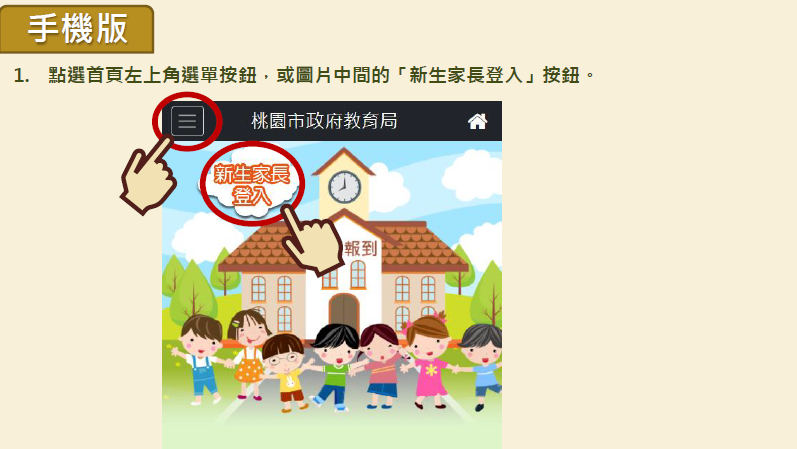 手機版
1. 點選首頁左上角選單按鈕，或圖片中間的「新生家長登入」按鈕。
桃園市政府教育局
新生家長
登入
報到